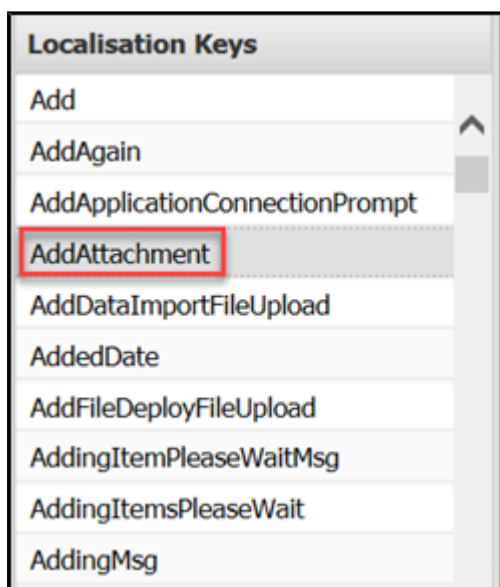 Localisation Keys
Add
AddAgain
AddApplicationConnectionPrompt
AddAttachment
AddDataImportFileUpload
AddedDate
AddFileDeployFileUpload
AddingItemPleaseWaitMsg
AddingItemsPleaseWait
AddingMsg